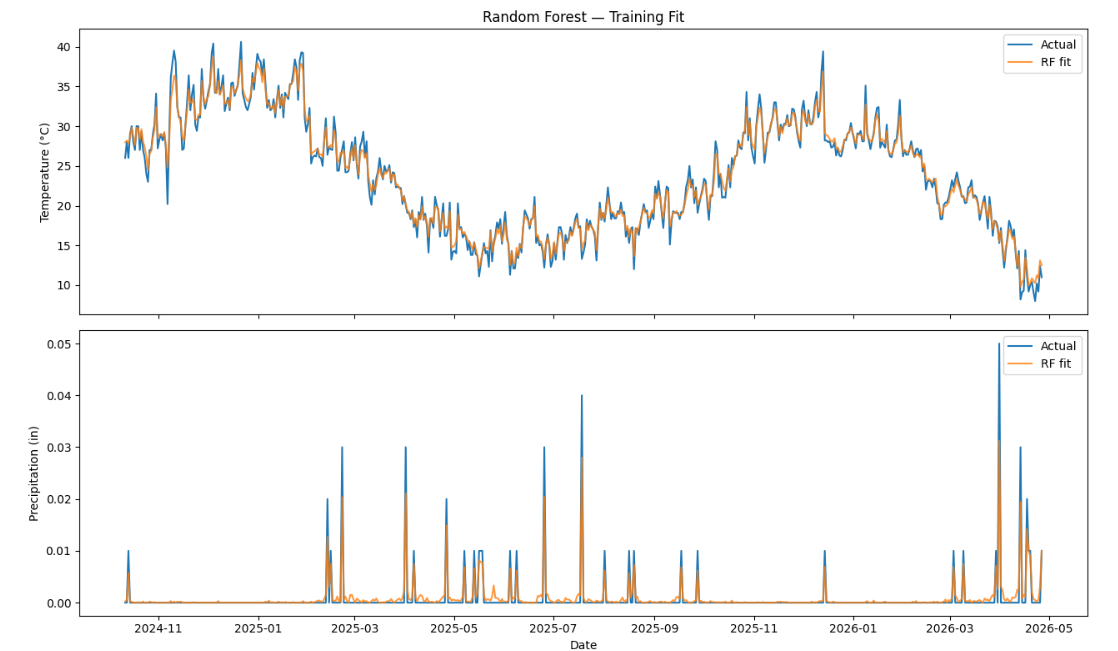 Random Forest — Training Fit
Temperature (°C)
40
35
30
25
20
15
10
Actual
RF fit
Precipitation (in)
0.05
0.04
0.03
0.02
0.01
0.00
Actual
RF fit
2024-11 2025-01 2025-03 2025-05 2025-07 2025-09 2025-11 2026-01 2026-03 2026-05
Date